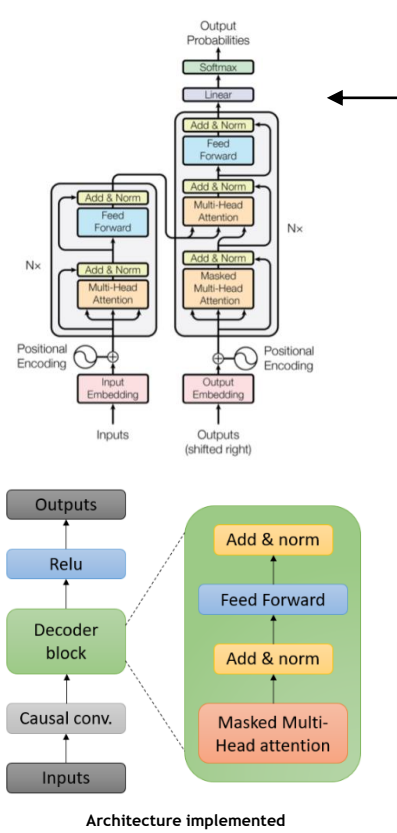 Output
Probabilities
Softmax
Linear
Add & Norm
Feed
Forward
Add & Norm
Multi-Head
Attention
Add & Norm
Masked
Multi-Head
Attention
Nx
Add & Norm
Feed
Forward
Add & Norm
Multi-Head
Attention
Nx
Positional
Encoding
Positional
Encoding
Input
Embedding
Output
Embedding
Inputs
Outputs
(shifted right)
Outputs
Relu
Decoder
block
Causal conv.
Inputs
Add & norm
Feed Forward
Add & norm
Masked Multi-
Head attention
Architecture implemented